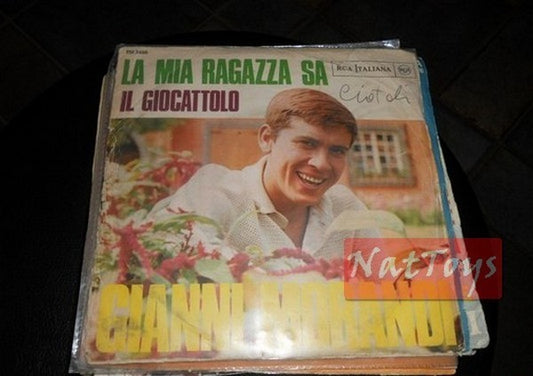 LA MIA RAGAZZA SA
IL GIOCATTOLO
RCA ITALIANA
NatToys
GIANNI MORANDI